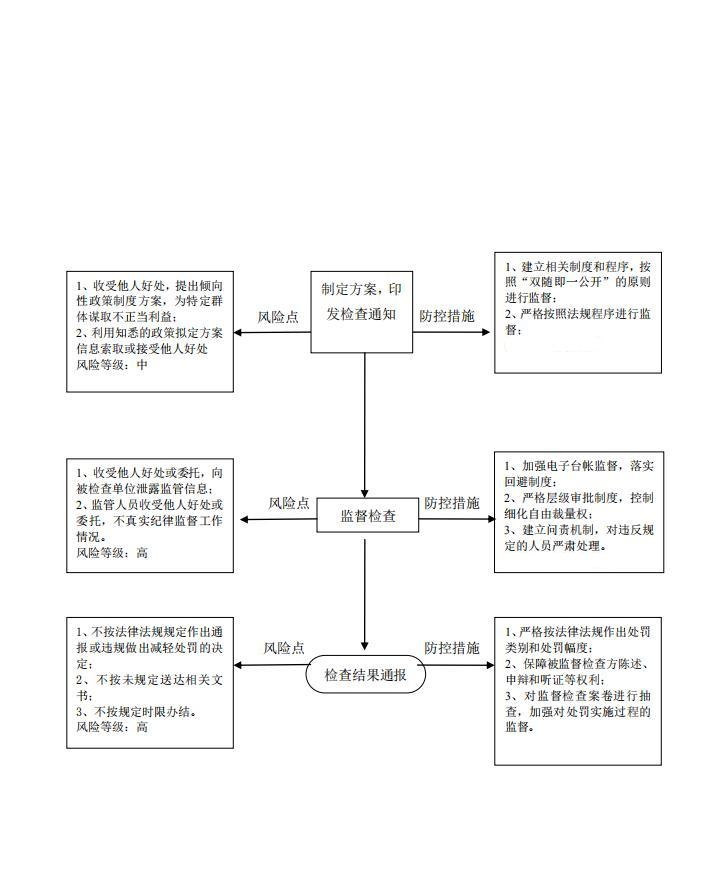 1、收受他人好处，提出倾向
性政策制度方案，为特定群
体谋取不正当利益；
2、利用知悉的政策拟定方案
信息索取或接受他人好处
风险等级：中
风险点
制定方案，印
发检查通知
防控措施
1、建立相关制度和程序，按
照“双随即一公开”的原则
进行监督；
2、严格按照法规程序进行监
督；
1、收受他人好处或委托，向
被检查单位泄露监管信息；
2、监管人员收受他人好处或
委托，不真实纪律监督工作
情况。
风险等级：高
风险点
监督检查
防控措施
1、加强电子台帐监督，落实
回避制度；
2、严格层级审批制度，控制
细化自由裁量权；
3、建立问责机制，对违反规
定的人员严肃处理。
1、不按法律法规规定作出通
报或违规做出减轻处罚的决
定；
2、不按未规定送达相关文
书；
3、不按规定时限办结。
风险等级：高
风险点
检查结果通报
防控措施
1、严格按法律法规作出处罚
类别和处罚幅度；
2、保障被监督检查方陈述、
申辩和听证等权利；
3、对监督检查案卷进行抽
查，加强对处罚实施过程的
监督。